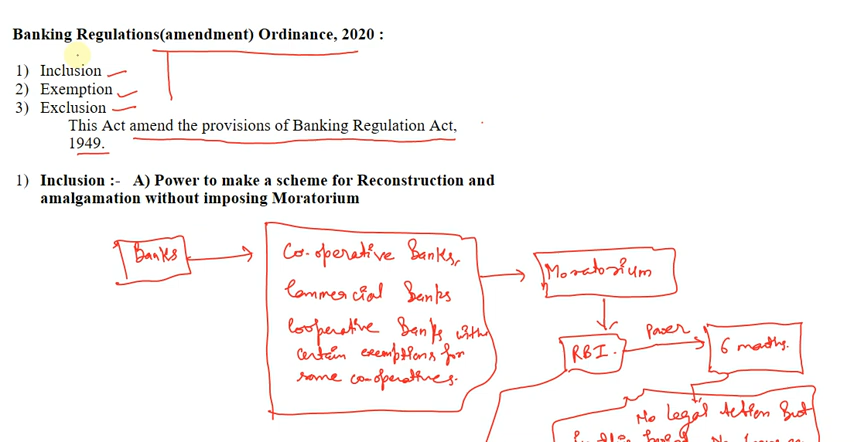 Banking Regulations(amendment) Ordinance, 2020 :
1) Inclusion
2) Exemption
3) Exclusion
This Act amend the provisions of Banking Regulation Act,
1949.
1) Inclusion :- A) Power to make a scheme for Reconstruction and
amalgamation without imposing Moratorium
Banks
Co-operative Banks,
Commercial Banks
Cooperative Banks with
certain exemptions for
some co-operatives.
Moratorium
RBI.
Power
6 months.
No Legal Action But